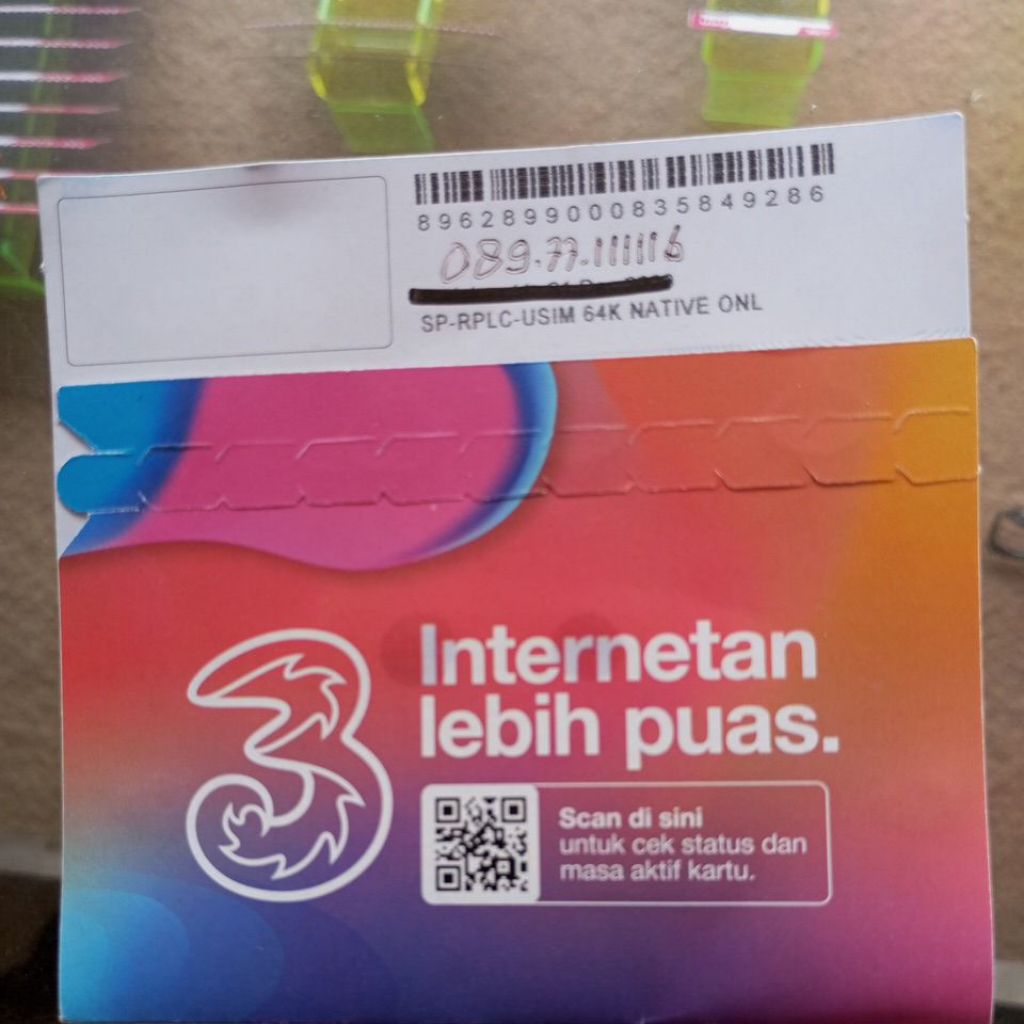 8962899000835849286
089.77.111116
SP-RPLC-USIM 64K NATIVE ONL
3
Internetan
lebih puas.
Scan di sini
untuk cek status dan
masa aktif kartu.